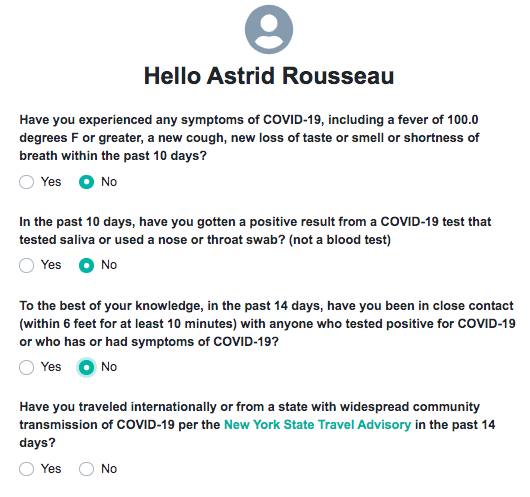 Hello Astrid Rousseau
Have you experienced any symptoms of COVID-19, including a fever of 100.0
degrees F or greater, a new cough, new loss of taste or smell or shortness of
breath within the past 10 days?
Yes No
In the past 10 days, have you gotten a positive result from a COVID-19 test that
tested saliva or used a nose or throat swab? (not a blood test)
Yes No
To the best of your knowledge, in the past 14 days, have you been in close contact
(within 6 feet for at least 10 minutes) with anyone who tested positive for COVID-19
or who has or had symptoms of COVID-19?
Yes No
Have you traveled internationally or from a state with widespread community
transmission of COVID-19 per the New York State Travel Advisory in the past 14
days?
Yes No